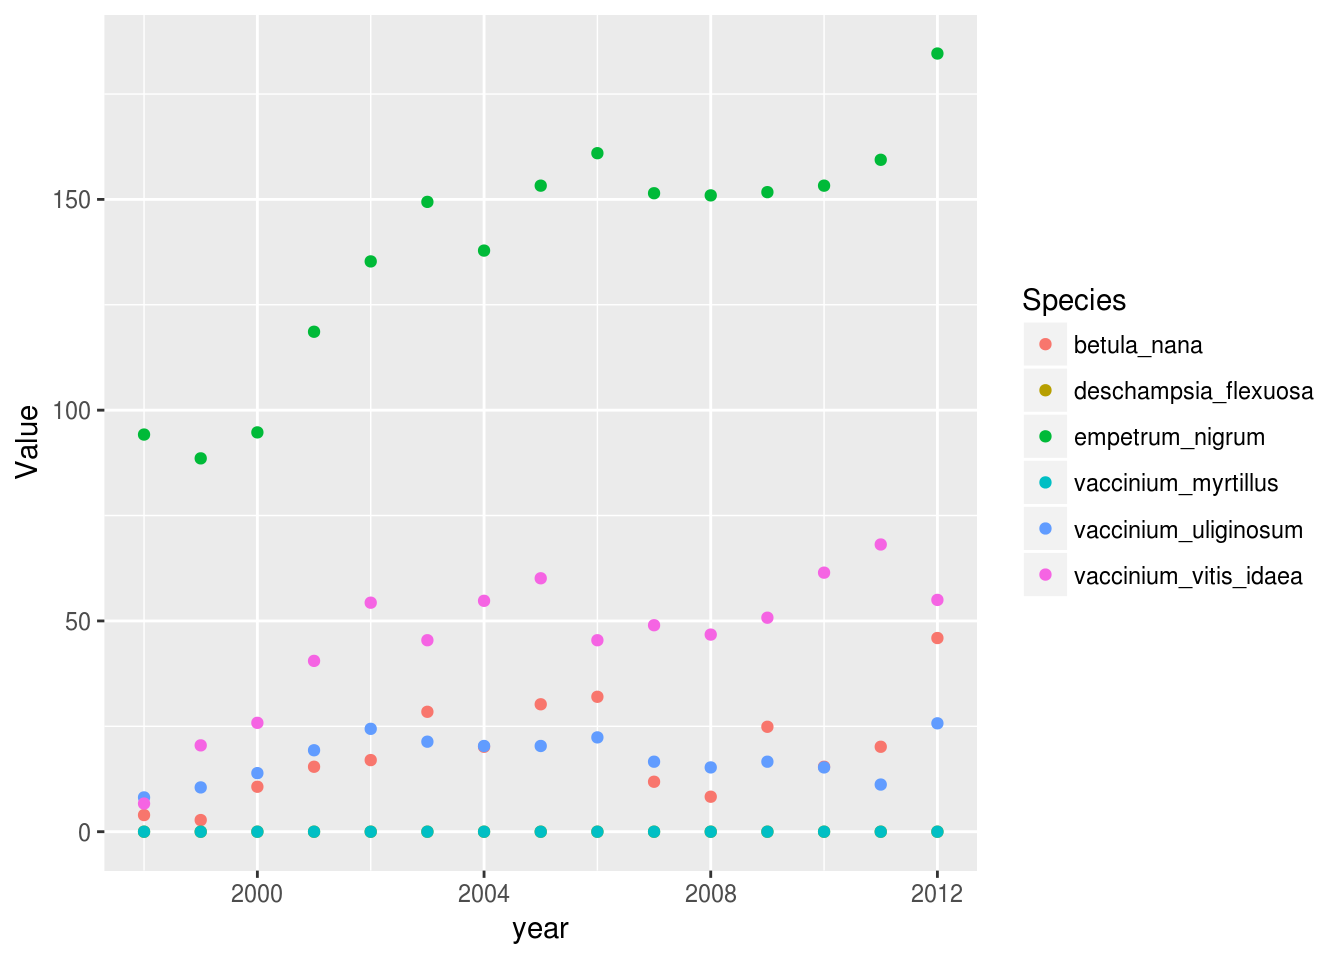 Value
150
100
50
0
2000
2004
2008
2012
year
Species
betula_nana
deschampsia_flexuosa
empetrum_nigrum
vaccinium_myrtillus
vaccinium_uliginosum
vaccinium_vitis_idaea